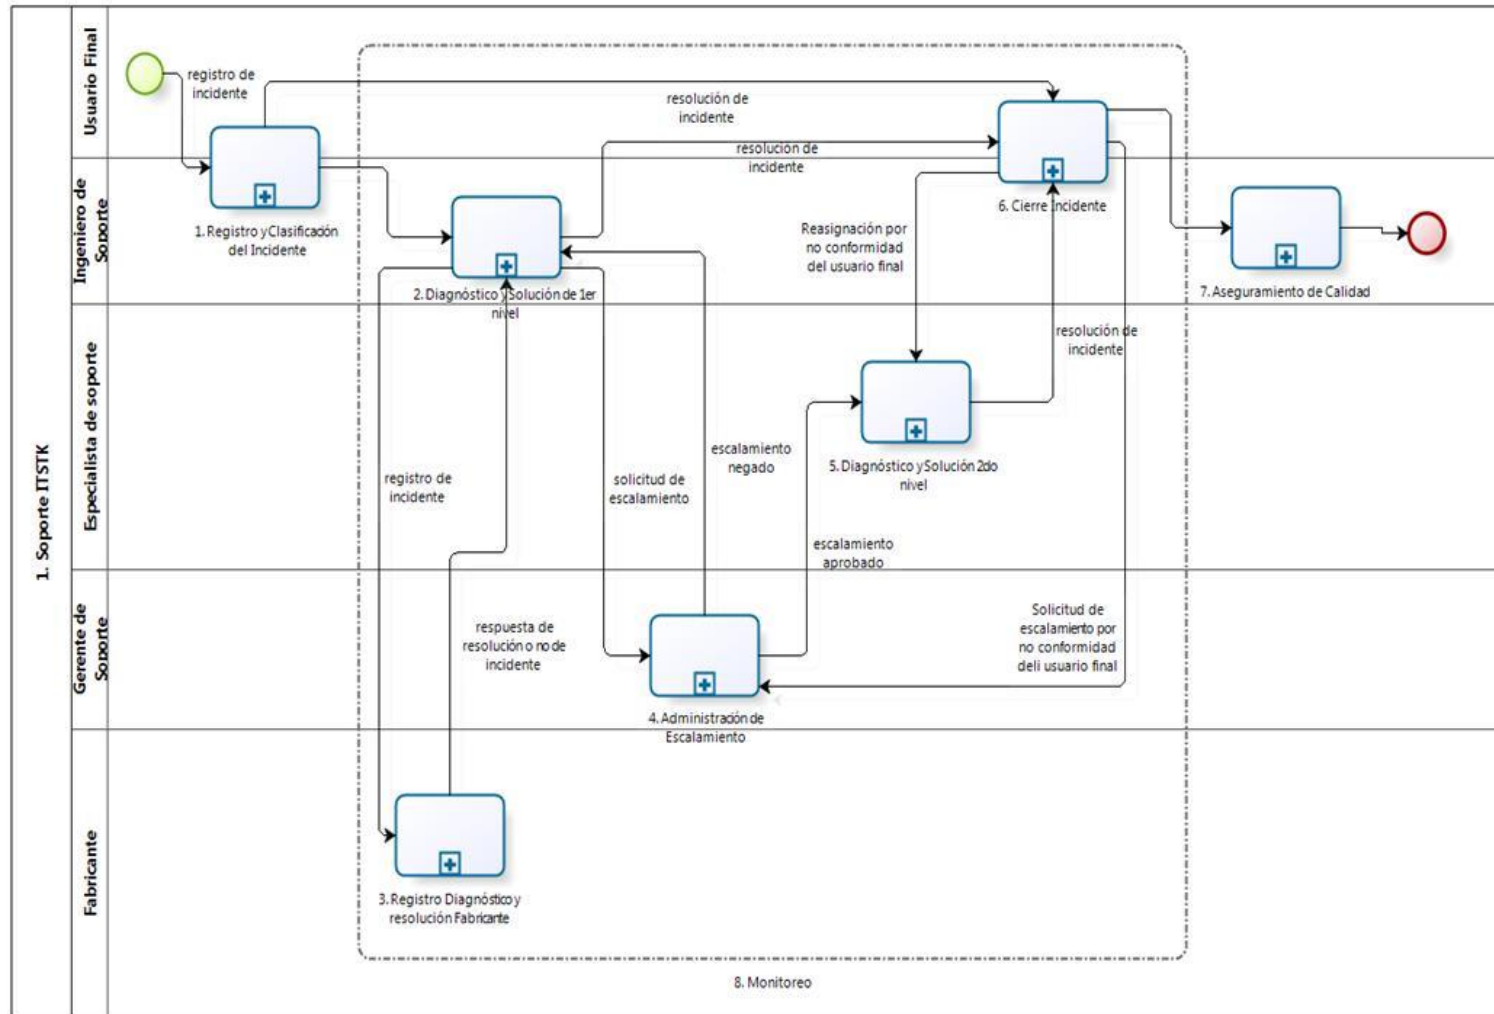 1. Soporte ITSTK
Usuario Final
Ingeniero de
Soporte
Especialista de soporte
Gerente de
Soporte
Fabricante
registro de
incidente
1. Registro y Clasificación
del Incidente
resolución de
incidente
resolución de
incidente
2. Diagnóstico y Solución de 1er
nivel
6. Cierre Incidente
Reasignación por
no conformidad
del usuario final
7. Aseguramiento de Calidad
resolución de
incidente
registro de
incidente
solicitud de
escalamiento
escalamiento
negado
5. Diagnóstico y Solución 2do
nivel
escalamiento
aprobado
respuesta de
resolución o no de
incidente
Solicitud de
escalamiento por
no conformidad
deli usuario final
4. Administración de
Escalamiento
3. Registro Diagnóstico y
resolución Fabricante
8. Monitoreo